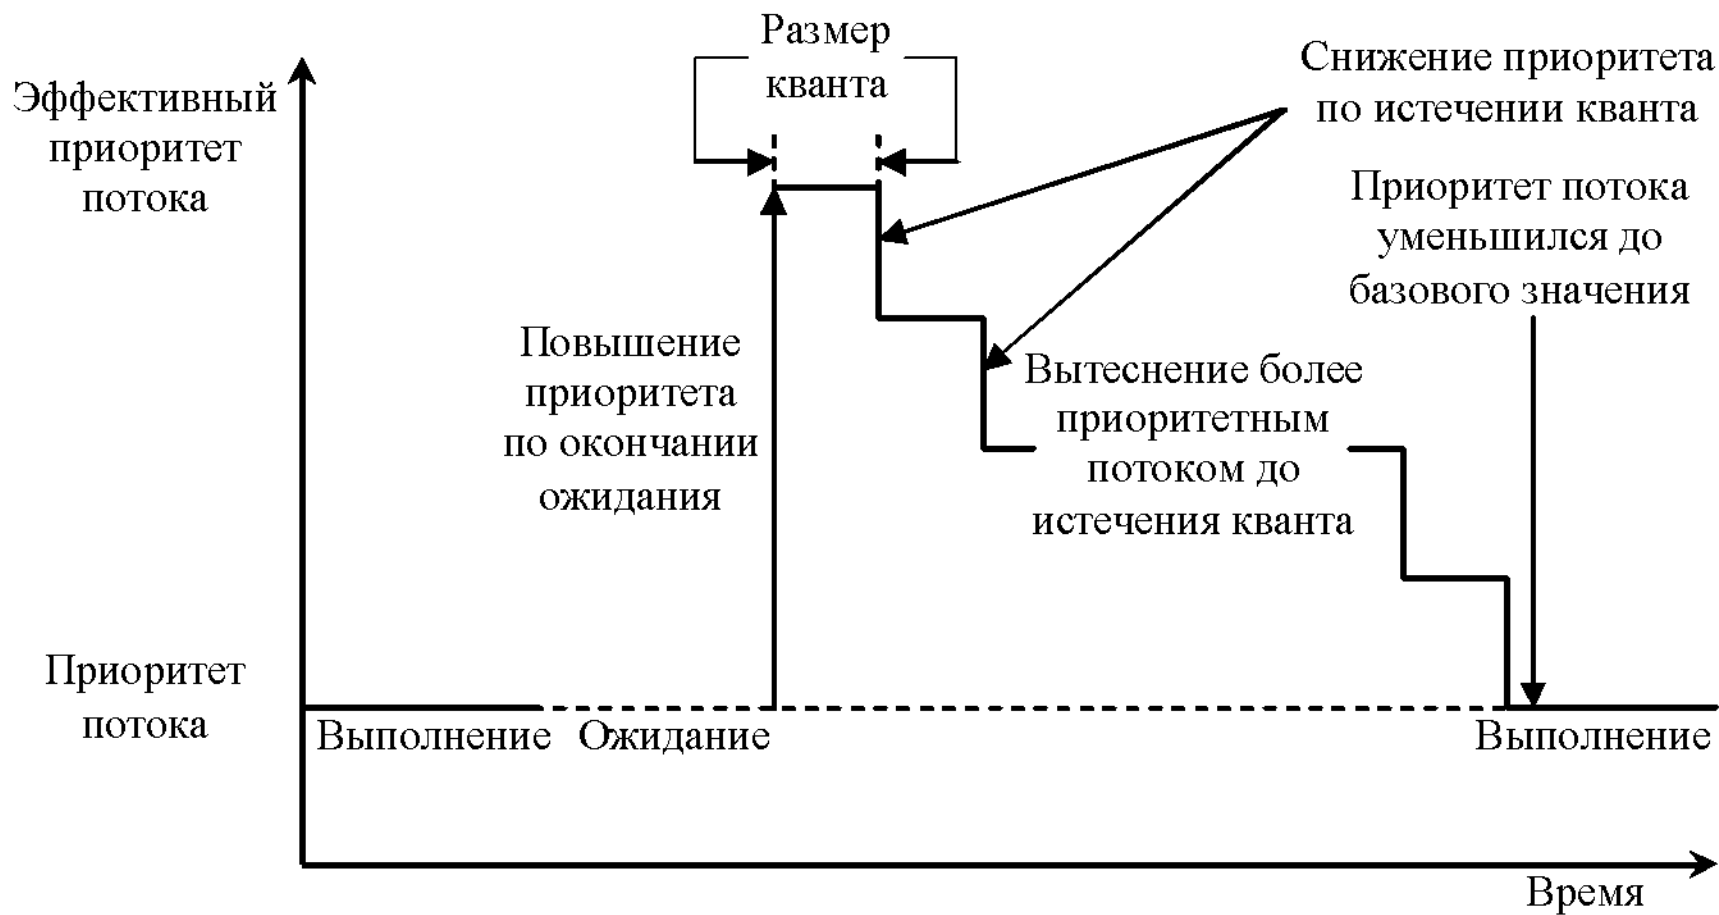 Размер
кванта
Снижение приоритета
по истечении кванта
Эффективный
приоритет
потока
Приоритет потока
уменьшился до
базового значения
Повышение
приоритета
по окончании
ожидания
Вытеснение более
приоритетным
потоком до
истечения кванта
Приоритет
потока
Выполнение
Ожидание
Выполнение
Время